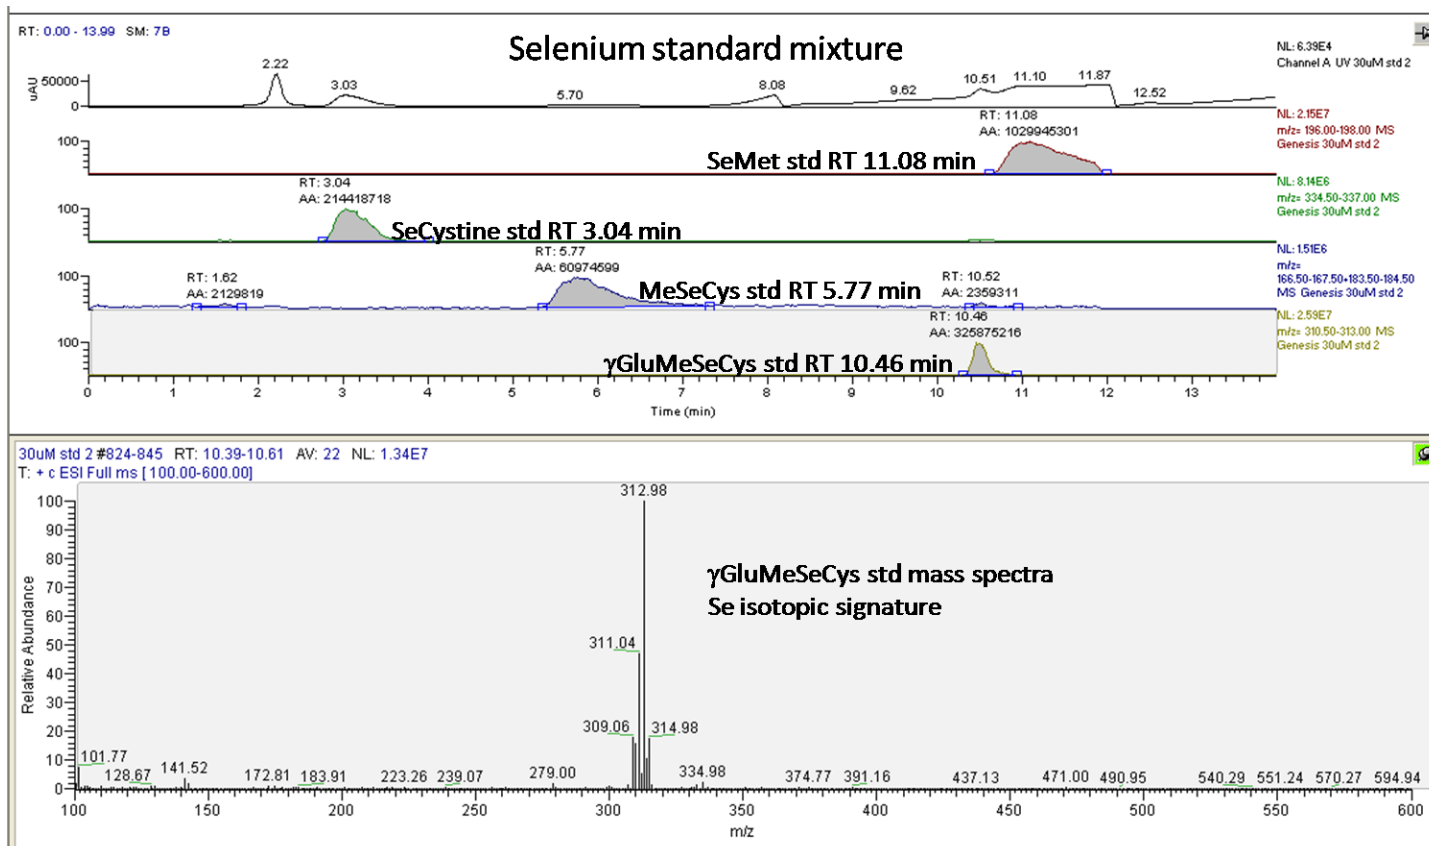 RT: 0.00 - 13.99 SM: 7B
Selenium standard mixture
NL: 6.39E4
Channel A UV 30uM std 2
uAU
50000
0
2.22
3.03
5.70
8.08
9.62
10.51
11.10
11.87
12.52
NL: 2.15E7
m/z= 196.00-198.00 MS
Genesis 30uM std 2
100
RT: 11.08
AA: 1029945301
SeMet std RT 11.08 min
NL: 8.14E6
m/z= 334.50-337.00 MS
Genesis 30uM std 2
100
RT: 3.04
AA: 214418718
SeCystine std RT 3.04 min
NL: 1.51E6
m/z=
166.50-167.50+183.50-184.50
MS Genesis 30uM std 2
100
RT: 1.62
AA: 2129819
RT: 5.77
AA: 60974599
MeSeCys std RT 5.77 min
RT: 10.52
AA: 2359311
NL: 2.59E7
m/z= 310.50-313.00 MS
Genesis 30uM std 2
100
RT: 10.46
AA: 325875216
γGluMeSeCys std RT 10.46 min
0 1 2 3 4 5 6 7 8 9 10 11 12 13
Time (min)
30uM std 2 #824-845 RT: 10.39-10.61 AV: 22 NL: 1.34E7
T: + c ESI Full ms [ 100.00-600.00]
Relative Abundance
100
90
80
70
60
50
40
30
20
10
0
312.98
γGluMeSeCys std mass spectra
Se isotopic signature
311.04
309.06
314.98
101.77
128.67
141.52
172.81
183.91
223.26
239.07
279.00
334.98
374.77
391.16
437.13
471.00
490.95
540.29
551.24
570.27
594.94
100 150 200 250 300 350 400 450 500 550 600
m/z